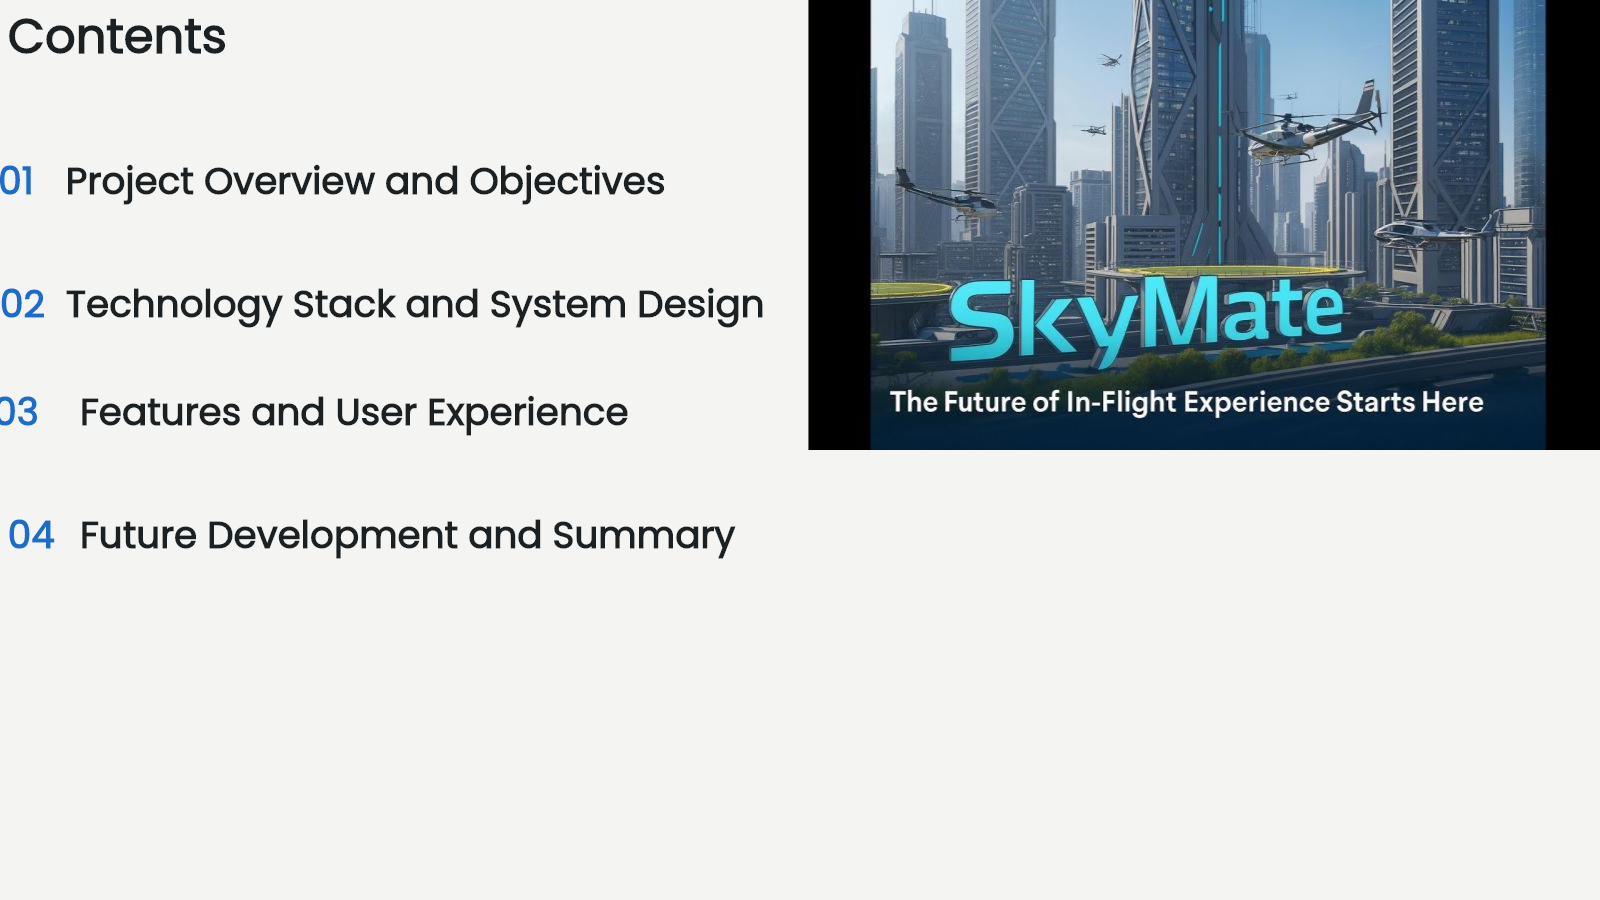 Contents
01 Project Overview and Objectives
02 Technology Stack and System Design
03 Features and User Experience
04 Future Development and Summary
SkyMate
The Future of In-Flight Experience Starts Here